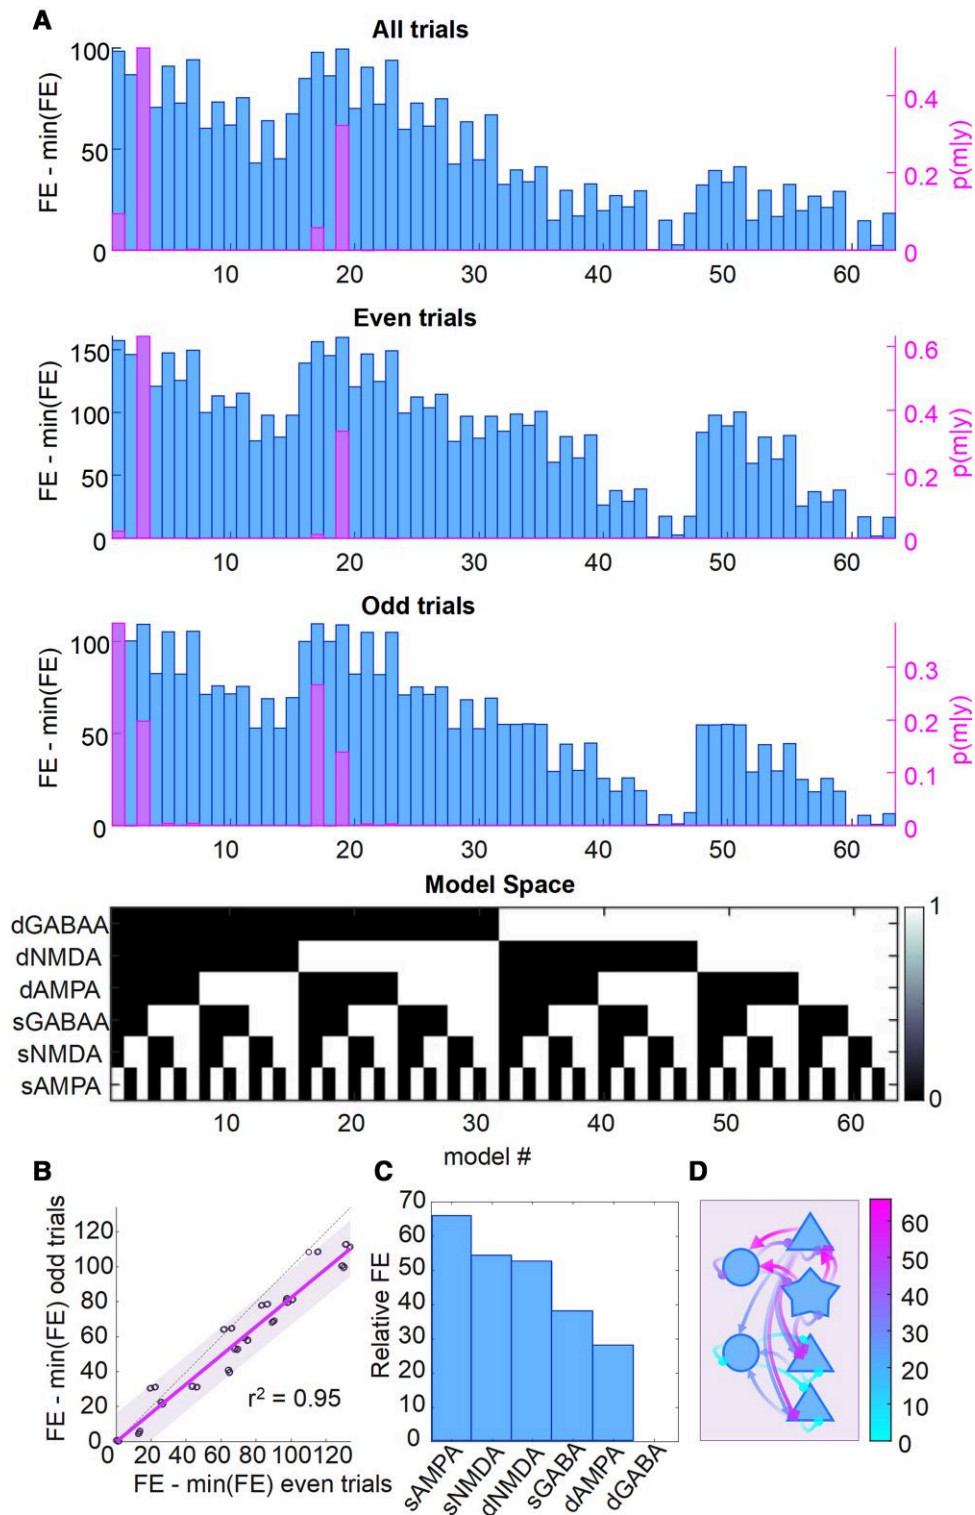 A
All trials
FE - min(FE)
100
50
0
0.4
0.2
0
p(m|y)
10 20 30 40 50 60
Even trials
FE - min(FE)
150
100
50
0
0.6
0.4
0.2
0
p(m|y)
10 20 30 40 50 60
Odd trials
FE - min(FE)
100
50
0
0.3
0.2
0.1
0
p(m|y)
10 20 30 40 50 60
Model Space
dGABAA
dNMDA
dAMPA
sGABAA
sNMDA
sAMPA
1
0
10 20 30 40 50 60
model #
B
FE - min(FE) odd trials
120
100
80
60
40
20
0
r² = 0.95
0 20 40 60 80 100 120
FE - min(FE) even trials
C
Relative FE
70
60
50
40
30
20
10
0
sAMPA
sNMDA
dNMDA
sGABA
dAMPA
dGABA
D
60
50
40
30
20
10
0